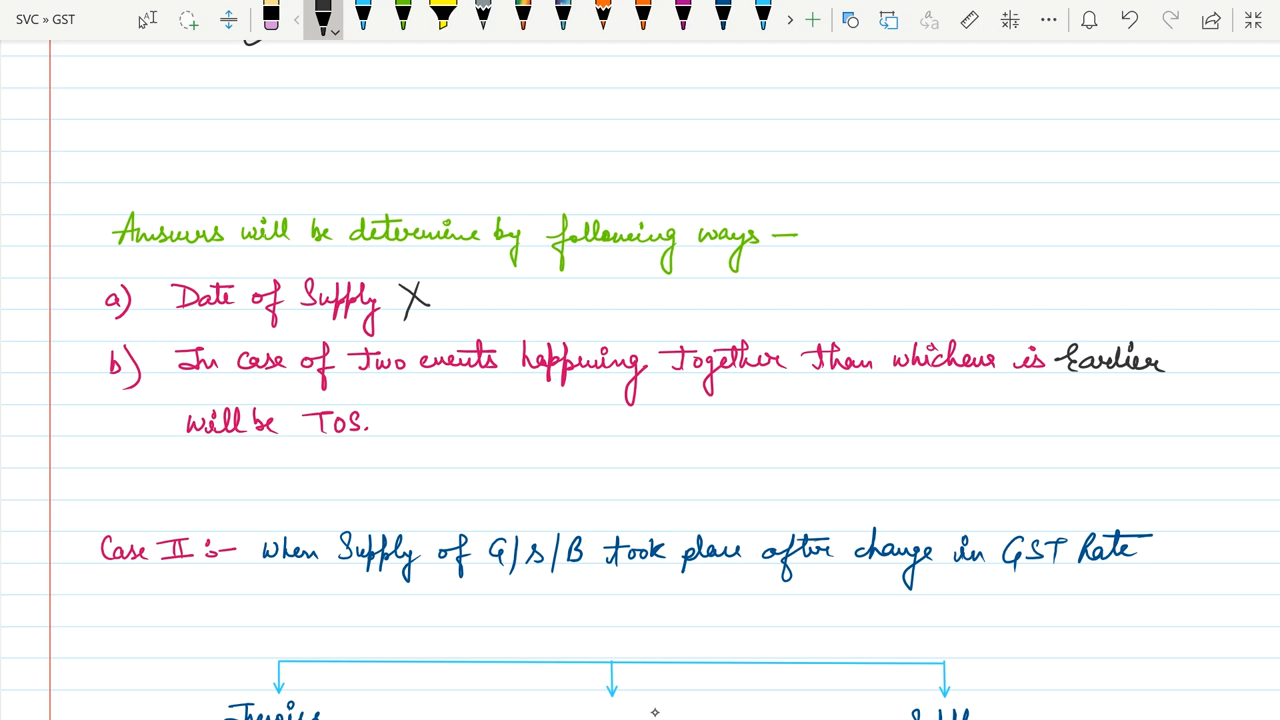 SVC » GST
Answers will be determine by following ways —
a) Date of Supply X
b) In case of two events happening together than whichever is Earlier
will be TOS.
Case II :- When Supply of G/S/B took place after change in GST Rate